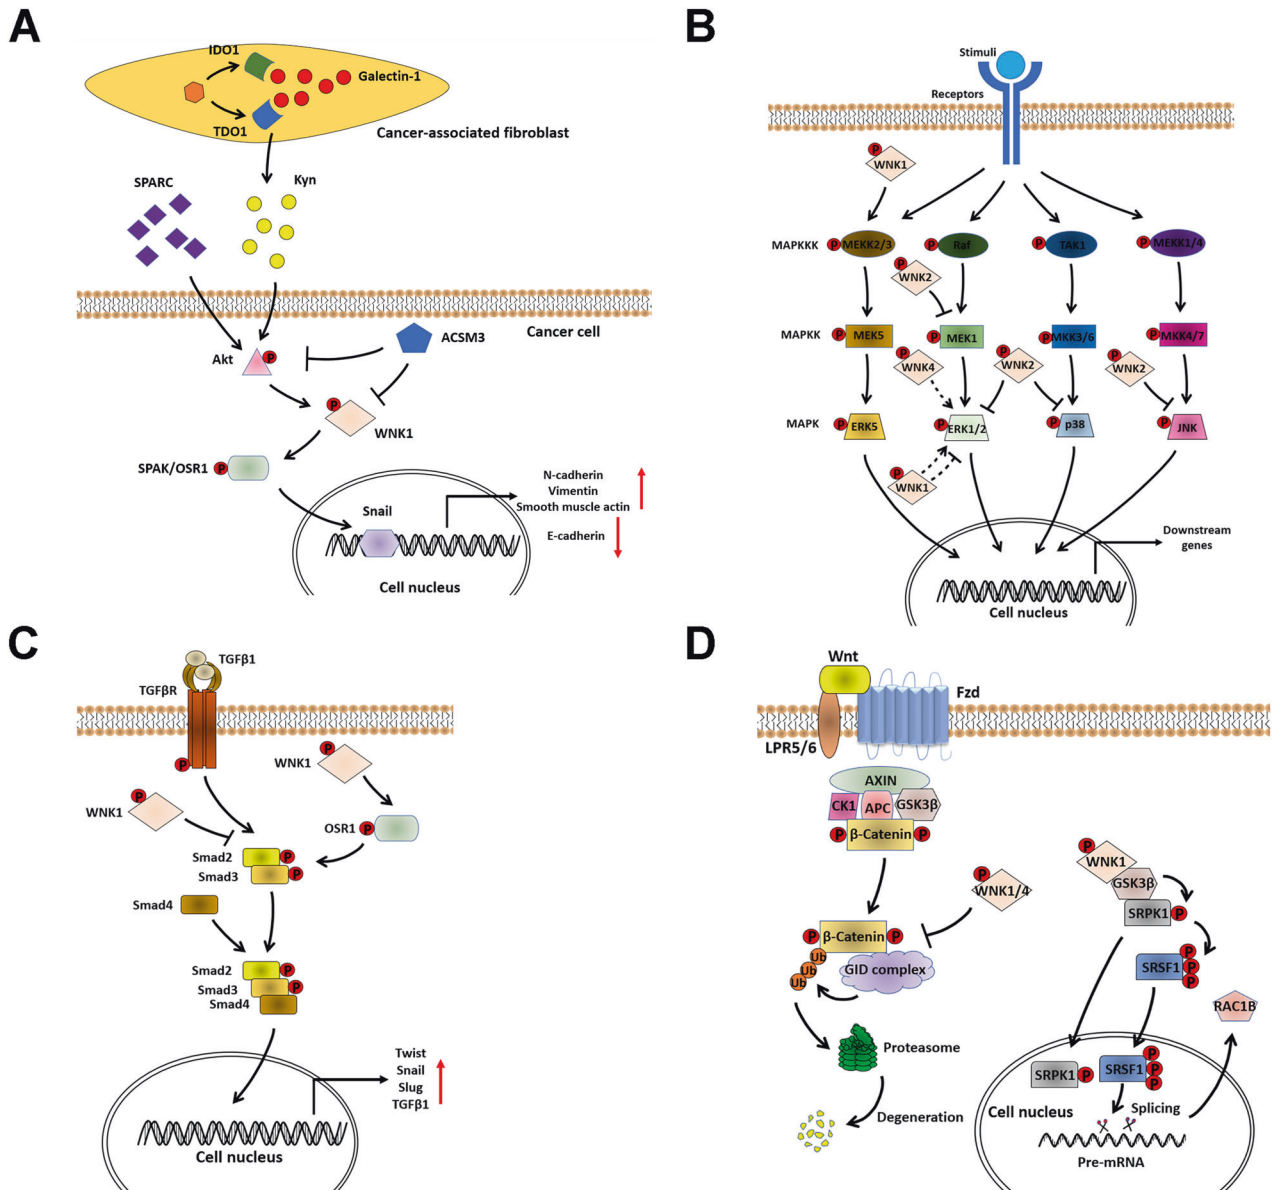 A
IDO1
Galectin-1
TDO1
Cancer-associated fibroblast
SPARC
Kyn
Cancer cell
ACSM3
Akt
P
P
WNK1
SPAK/OSR1
P
N-cadherin
Vimentin
Smooth muscle actin
Snail
E-cadherin
Cell nucleus
B
Stimuli
Receptors
P
WNK1
MAPKKK
P
MEKK2/3
P
Raf
P
TAK1
P
MEKK1/4
P
WNK2
MAPKK
P
MEK5
P
MEK1
P
MKK3/6
P
MKK4/7
P
WNK4
P
WNK2
P
WNK2
MAPK
P
ERK5
P
ERK1/2
P
p38
P
JNK
P
WNK1
Downstream
genes
Cell nucleus
C
TGFβ1
TGFβR
P
P
WNK1
P
WNK1
OSR1
P
Smad2
P
Smad3
P
Smad4
Smad2
P
Smad3
P
Smad4
Twist
Snail
Slug
TGFβ1
Cell nucleus
D
Wnt
Fzd
LPR5/6
AXIN
CK1
APC
GSK3β
P
β-Catenin
P
P
WNK1/4
P
β-Catenin
P
Ub
Ub
Ub
GID complex
Proteasome
Degeneration
P
WNK1
GSK3β
SRPK1
P
SRSF1
P
P
P
RAC1B
SRPK1
P
SRSF1
P
P
P
Cell nucleus
Splicing
Pre-mRNA